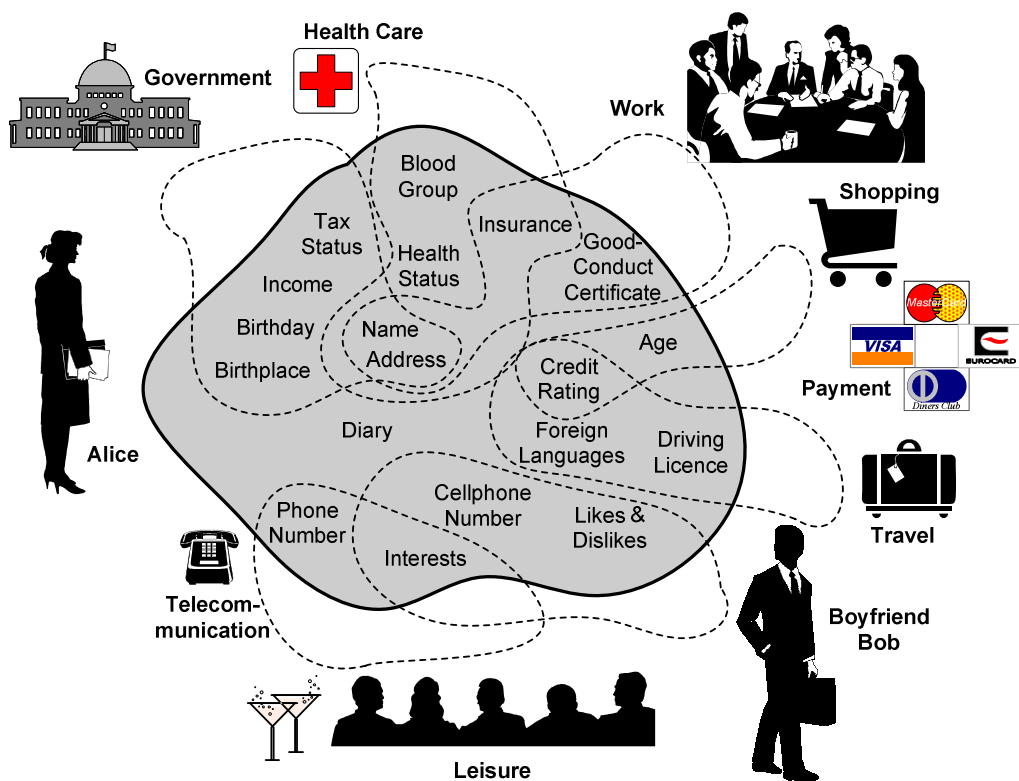 Health Care
Government
Work
Blood
Group
Shopping
Tax
Status
Insurance
Good-
Conduct
Certificate
Health
Status
Income
MasterCard
Birthday
Name
Address
Age
VISA
EUROCARD
Birthplace
Credit
Rating
Payment
Diners Club
Diary
Foreign
Languages
Driving
Licence
Alice
Cellphone
Number
Phone
Number
Likes &
Dislikes
Travel
Interests
Telecom-
munication
Boyfriend
Bob
Leisure